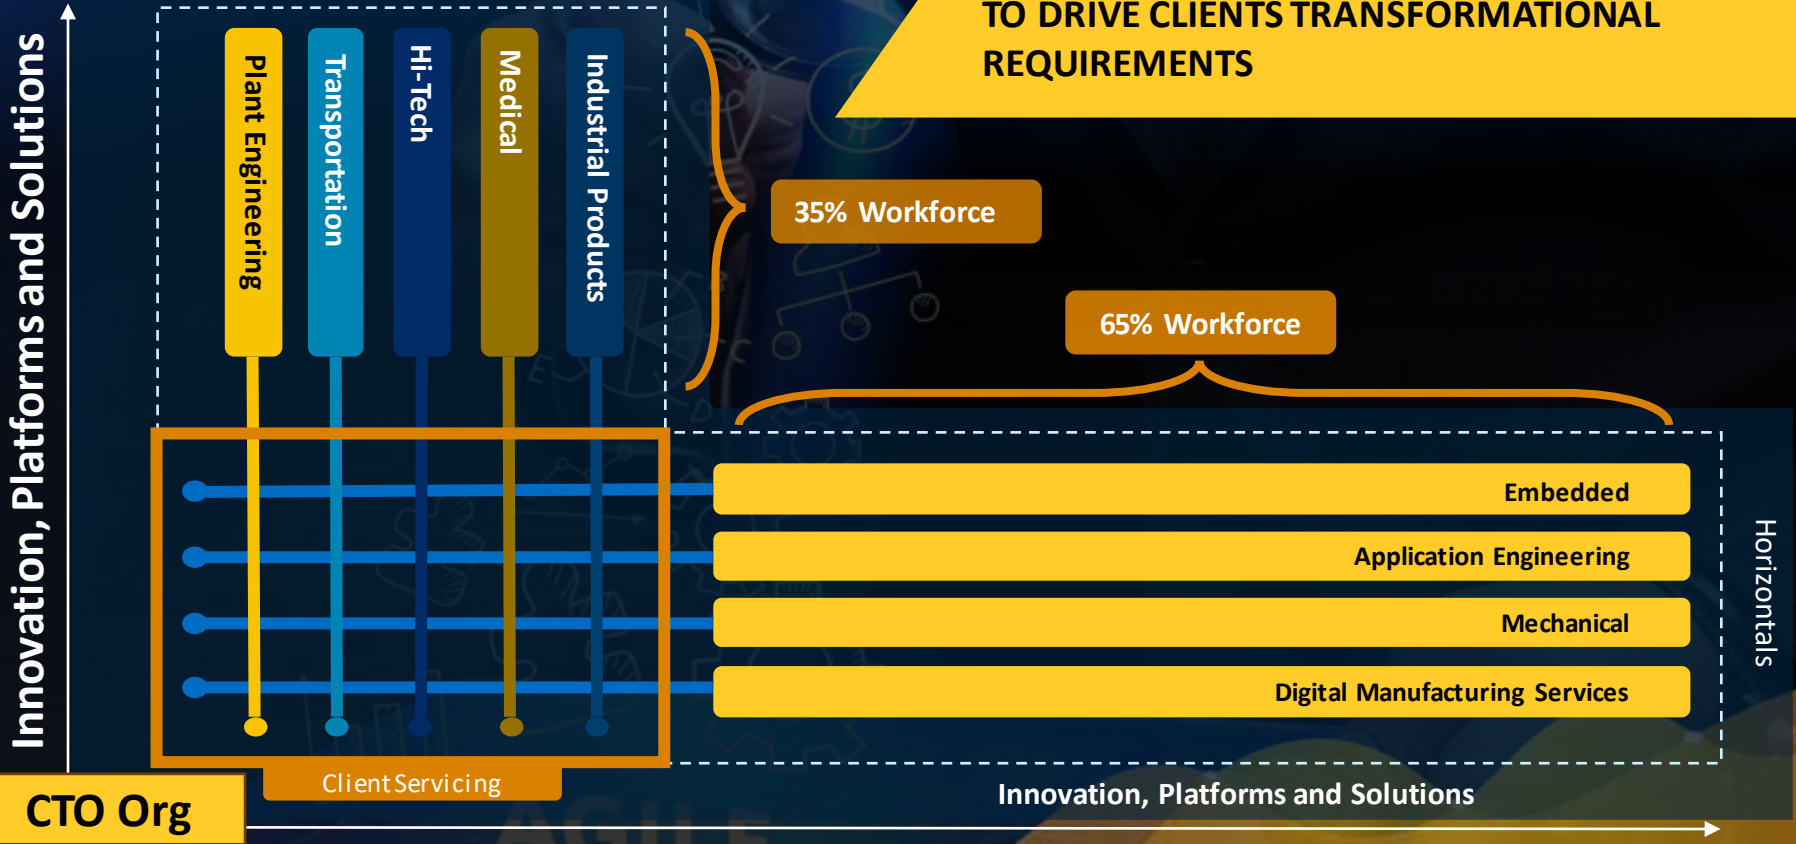 TO DRIVE CLIENTS TRANSFORMATIONAL
REQUIREMENTS
Innovation, Platforms and Solutions
Plant Engineering
Transportation
Hi-Tech
Medical
Industrial Products
35% Workforce
65% Workforce
Embedded
Application Engineering
Mechanical
Digital Manufacturing Services
Horizontals
Client Servicing
Innovation, Platforms and Solutions
CTO Org
AGILE
E
B
C
D